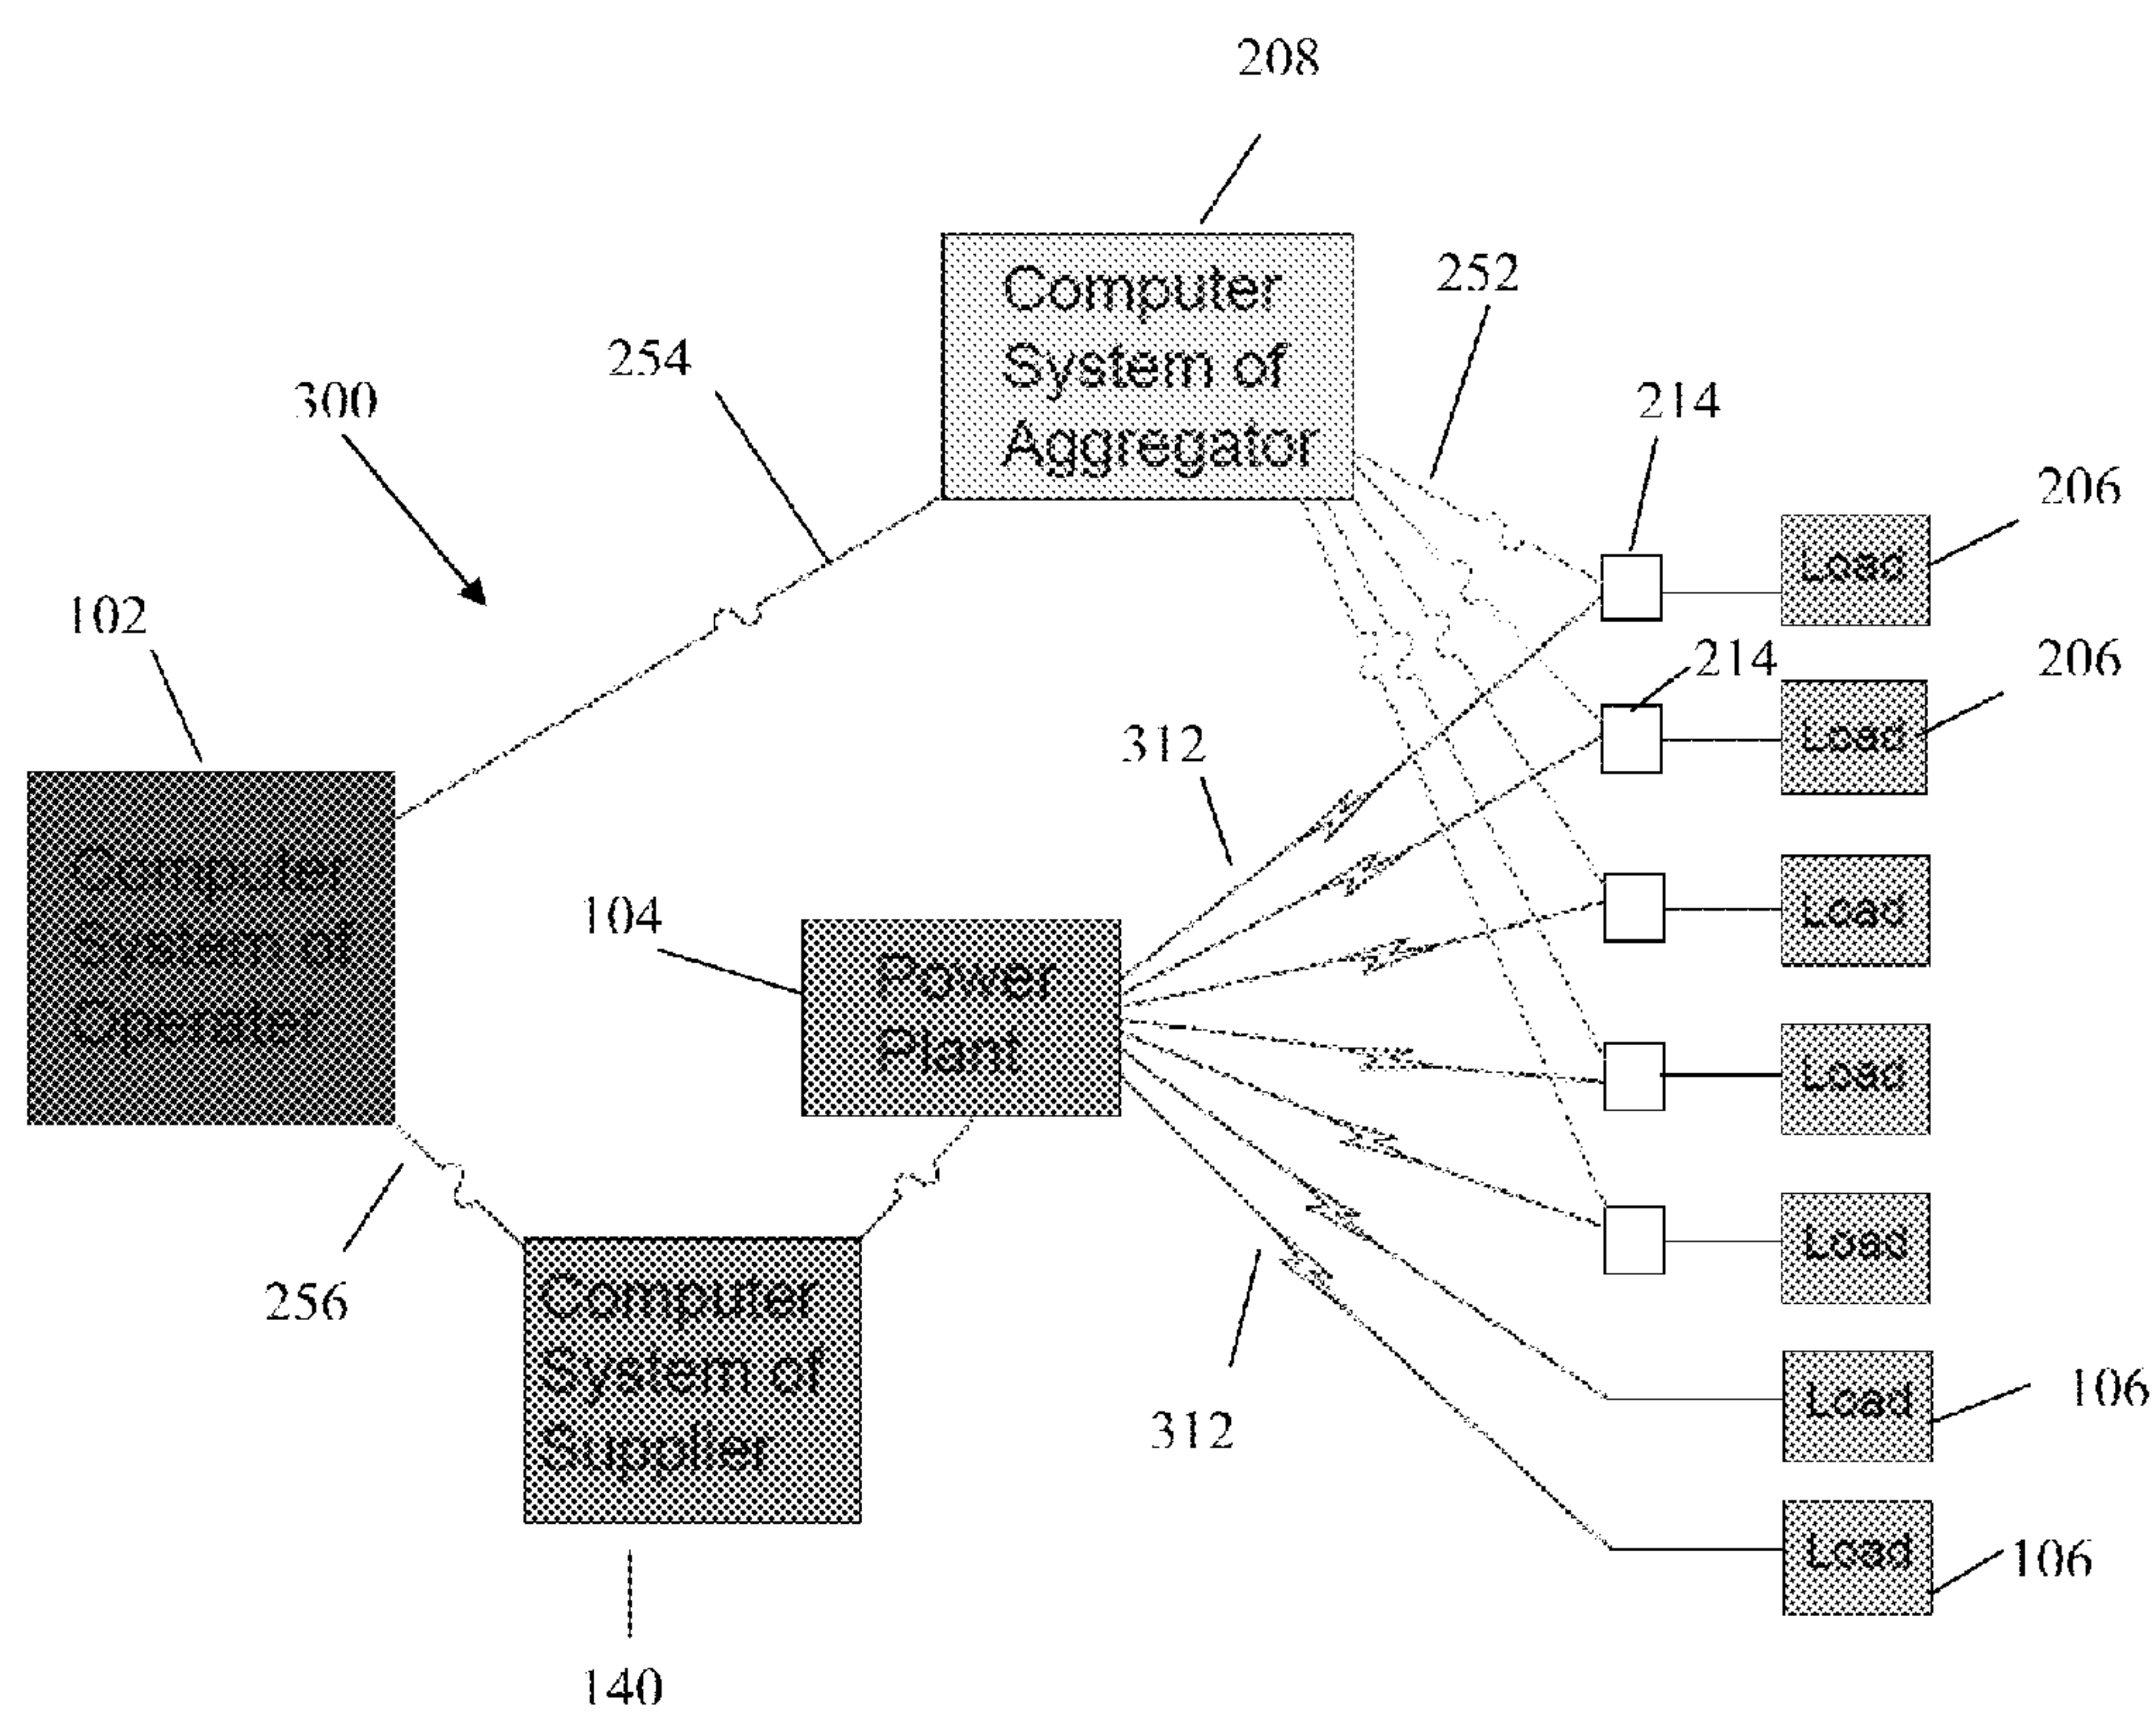 208
Computer
System of
Aggregator
252
254
300
214
206
Load
102
214
206
Load
312
Computer
System of
Operater
104
Power
Plant
Load
Load
256
Computer
System of
Supplier
Load
312
Load
106
Load
106
140